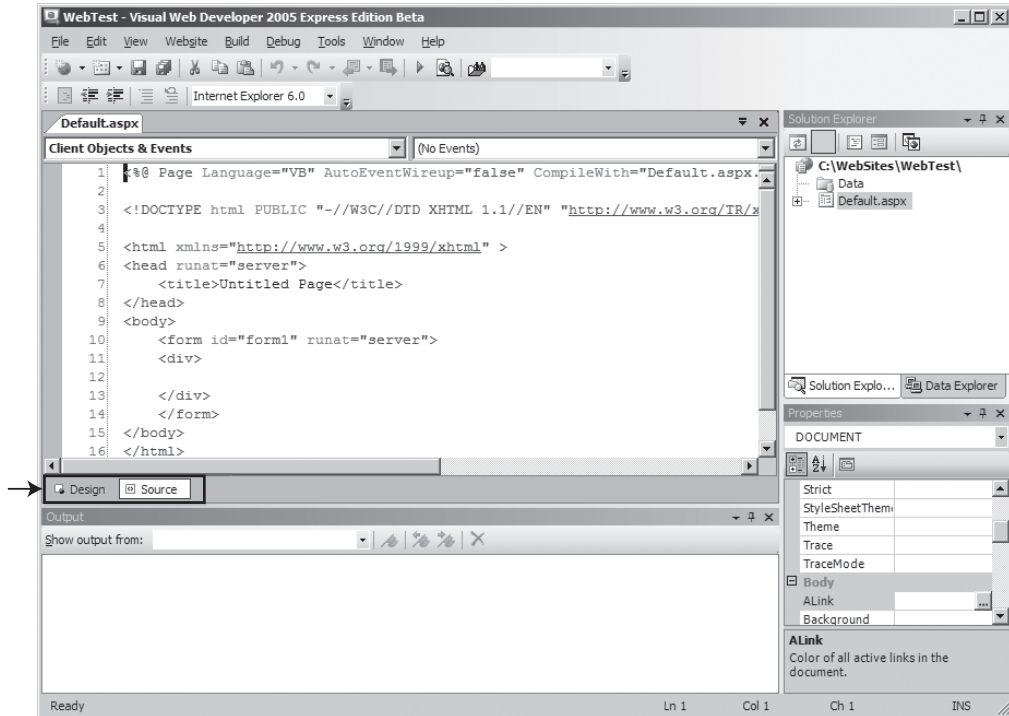 WebTest - Visual Web Developer 2005 Express Edition Beta
File Edit View Website Build Debug Tools Window Help
Internet Explorer 6.0
Default.aspx
Client Objects & Events
(No Events)
1 <%@ Page Language="VB" AutoEventWireup="false" CompileWith="Default.aspx.
2
3 <!DOCTYPE html PUBLIC "-//W3C//DTD XHTML 1.1//EN" "http://www.w3.org/TR/x
4
5 <html xmlns="http://www.w3.org/1999/xhtml" >
6 <head runat="server">
7 <title>Untitled Page</title>
8 </head>
9 <body>
10 <form id="form1" runat="server">
11 <div>
12
13 </div>
14 </form>
15 </body>
16 </html>
Design Source
Output
Show output from:
Solution Explorer
C:\WebSites\WebTest\
Data
Default.aspx
Solution Explo... Data Explorer
Properties
DOCUMENT
Strict
StyleSheetThem
Theme
Trace
TraceMode
Body
ALink
...
Background
ALink
Color of all active links in the
document.
Ready Ln 1 Col 1 Ch 1 INS